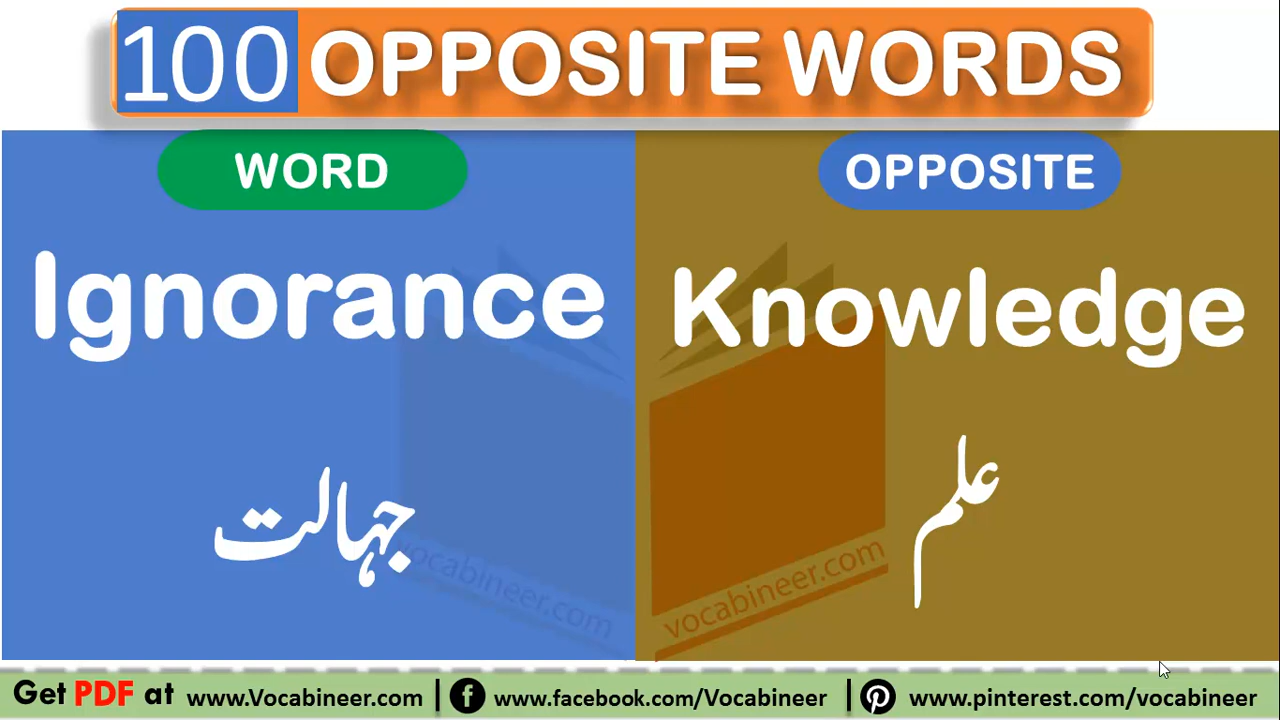 100 OPPOSITE WORDS
WORD
OPPOSITE
Ignorance
Knowledge
جہالت
علم
vocabineer.com
vocabineer.com
Get PDF at www.Vocabineer.com | www.facebook.com/Vocabineer | www.pinterest.com/vocabineer